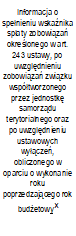 Informacja o
spełnieniu wskaźnika
spłaty zobowiązań
określonego w art.
243 ustawy, po
uwzględnieniu
zobowiązań związku
współtworzonego
przez jednostkę
samorządu
terytorialnego oraz
po uwzględnieniu
ustawowych
wyłączeń,
obliczonego w
oparciu o wykonanie
roku
poprzedzającego rok
budżetowy x